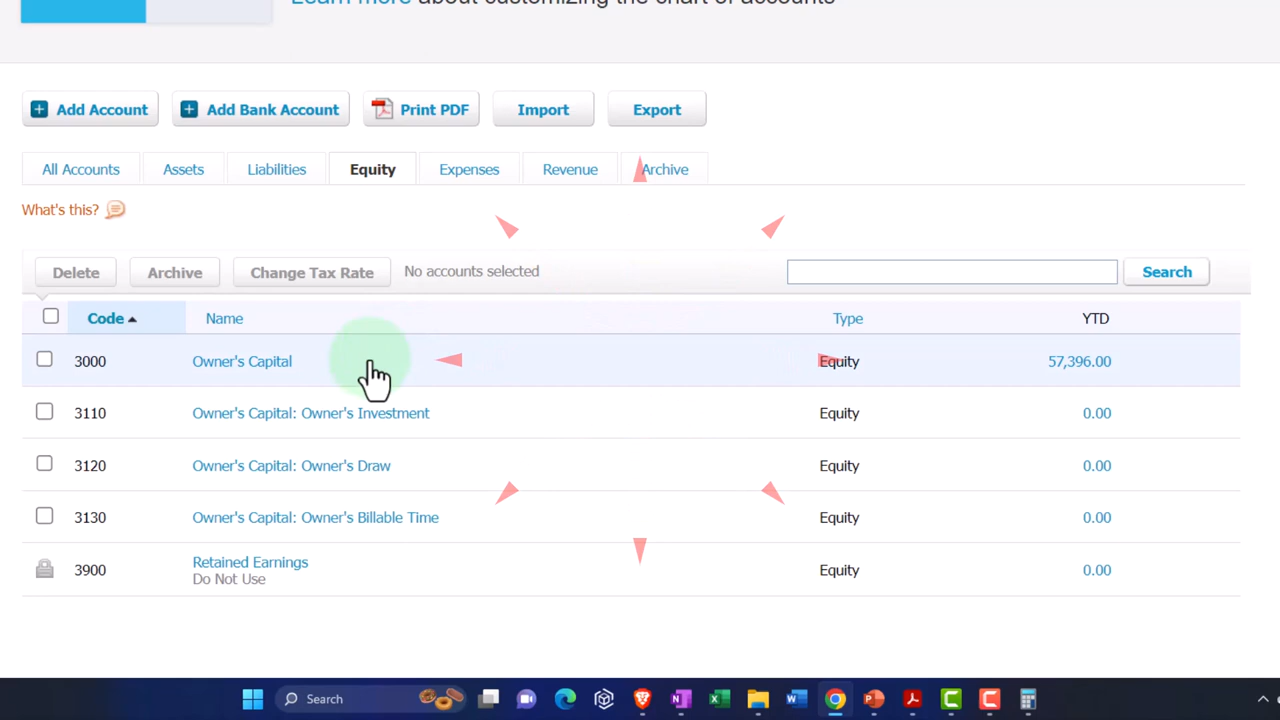 Learn more about customizing the chart of accounts
Add Account Add Bank Account Print PDF Import Export
All Accounts Assets Liabilities Equity Expenses Revenue Archive
What's this?
Delete Archive Change Tax Rate No accounts selected Search
Code Name Type YTD
3000 Owner's Capital Equity 57,396.00
3110 Owner's Capital: Owner's Investment Equity 0.00
3120 Owner's Capital: Owner's Draw Equity 0.00
3130 Owner's Capital: Owner's Billable Time Equity 0.00
3900 Retained Earnings Equity 0.00
Do Not Use
Search